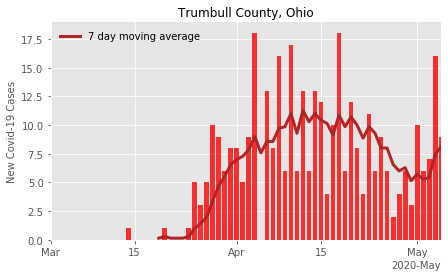 Trumbull County, Ohio
7 day moving average
New Covid-19 Cases
17.5
15.0
12.5
10.0
7.5
5.0
2.5
0.0
Mar
15
Apr
15
May
2020-May